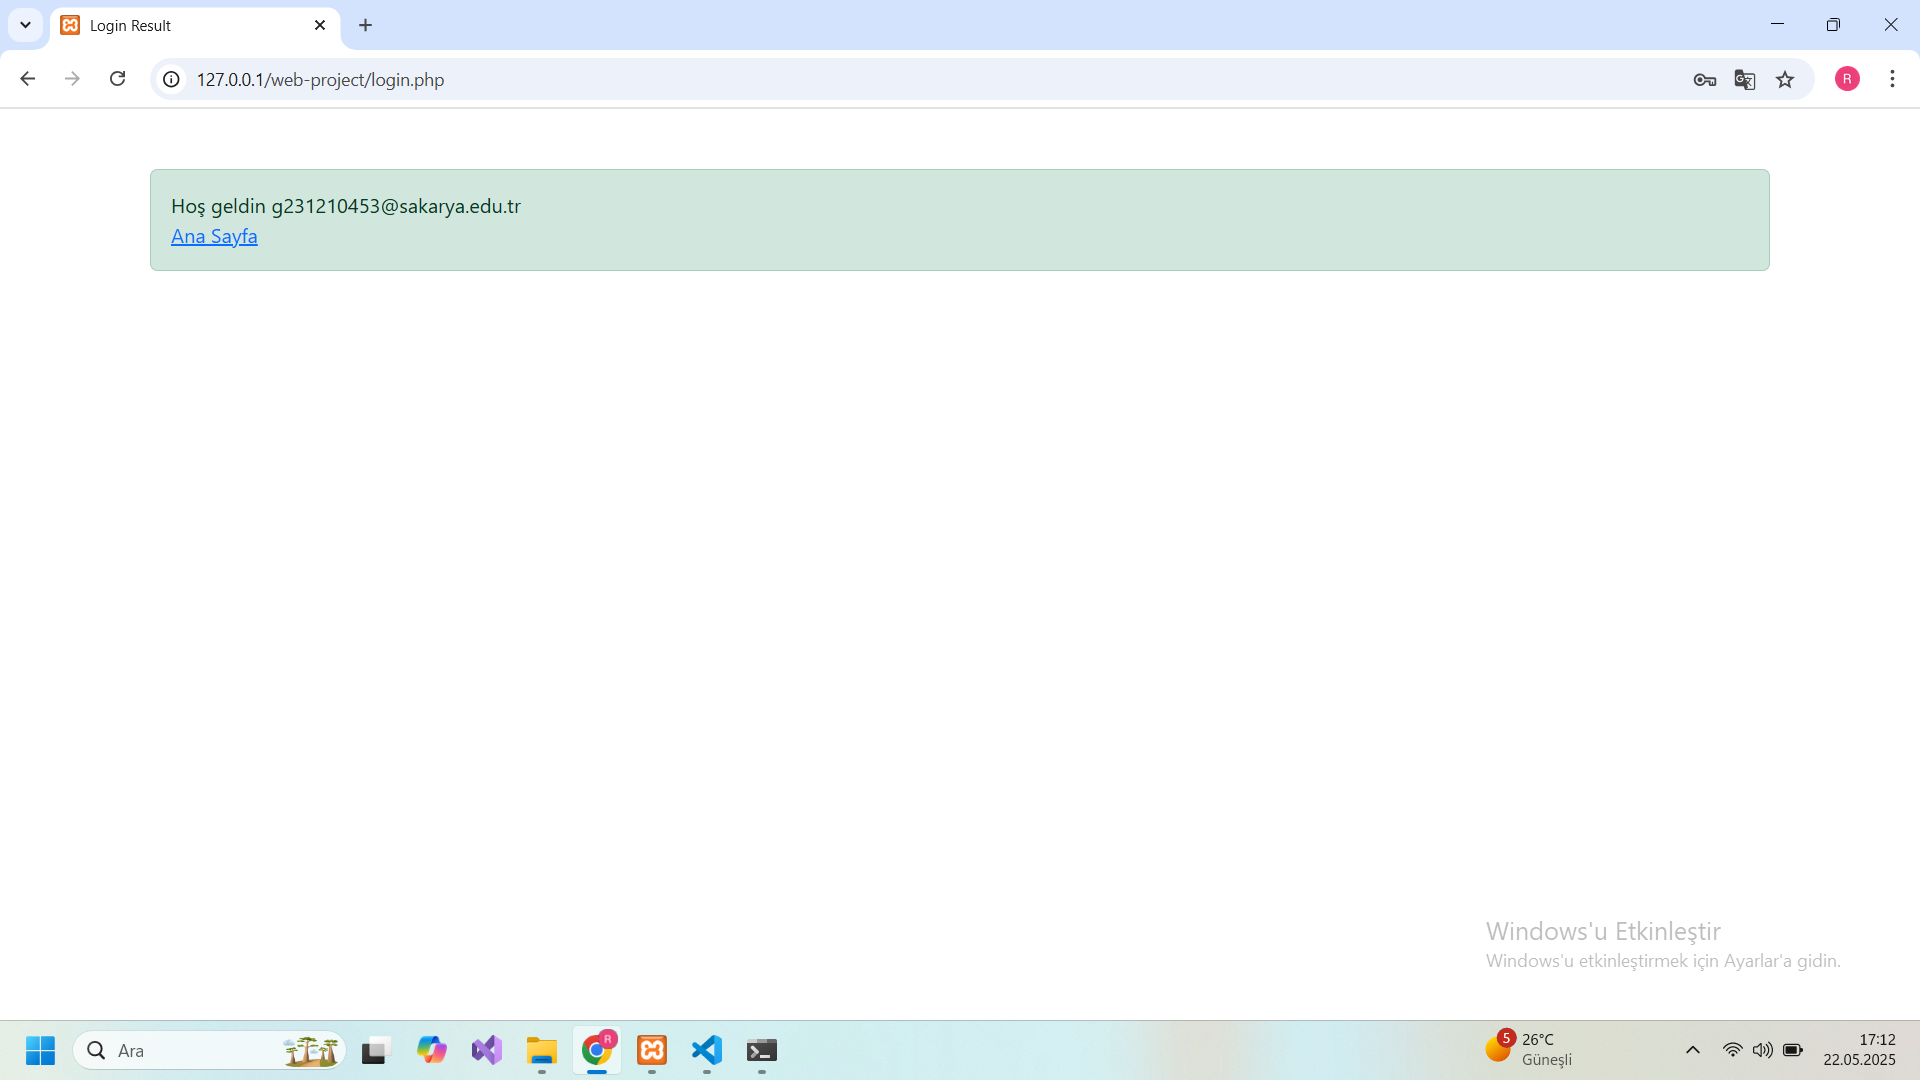 Login Result
127.0.0.1/web-project/login.php
R
Hoş geldin g231210453@sakarya.edu.tr
Ana Sayfa
Windows'u Etkinleştir
Windows'u etkinleştirmek için Ayarlar'a gidin.
Ara
R
5
26°C
Güneşli
17:12
22.05.2025